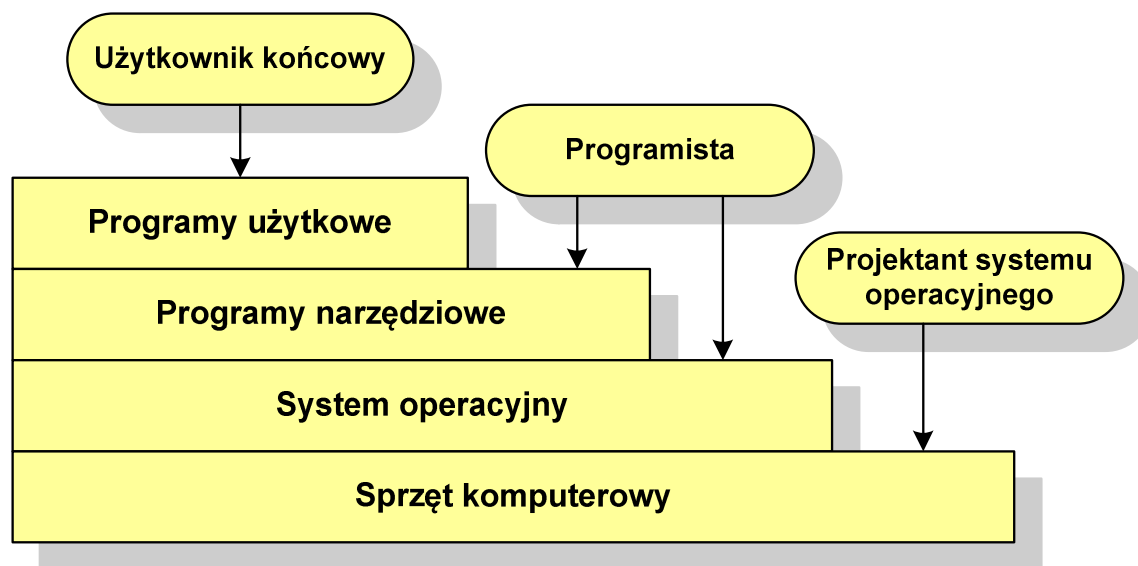 Użytkownik końcowy
Programista
Programy użytkowe
Projektant systemu
operacyjnego
Programy narzędziowe
System operacyjny
Sprzęt komputerowy